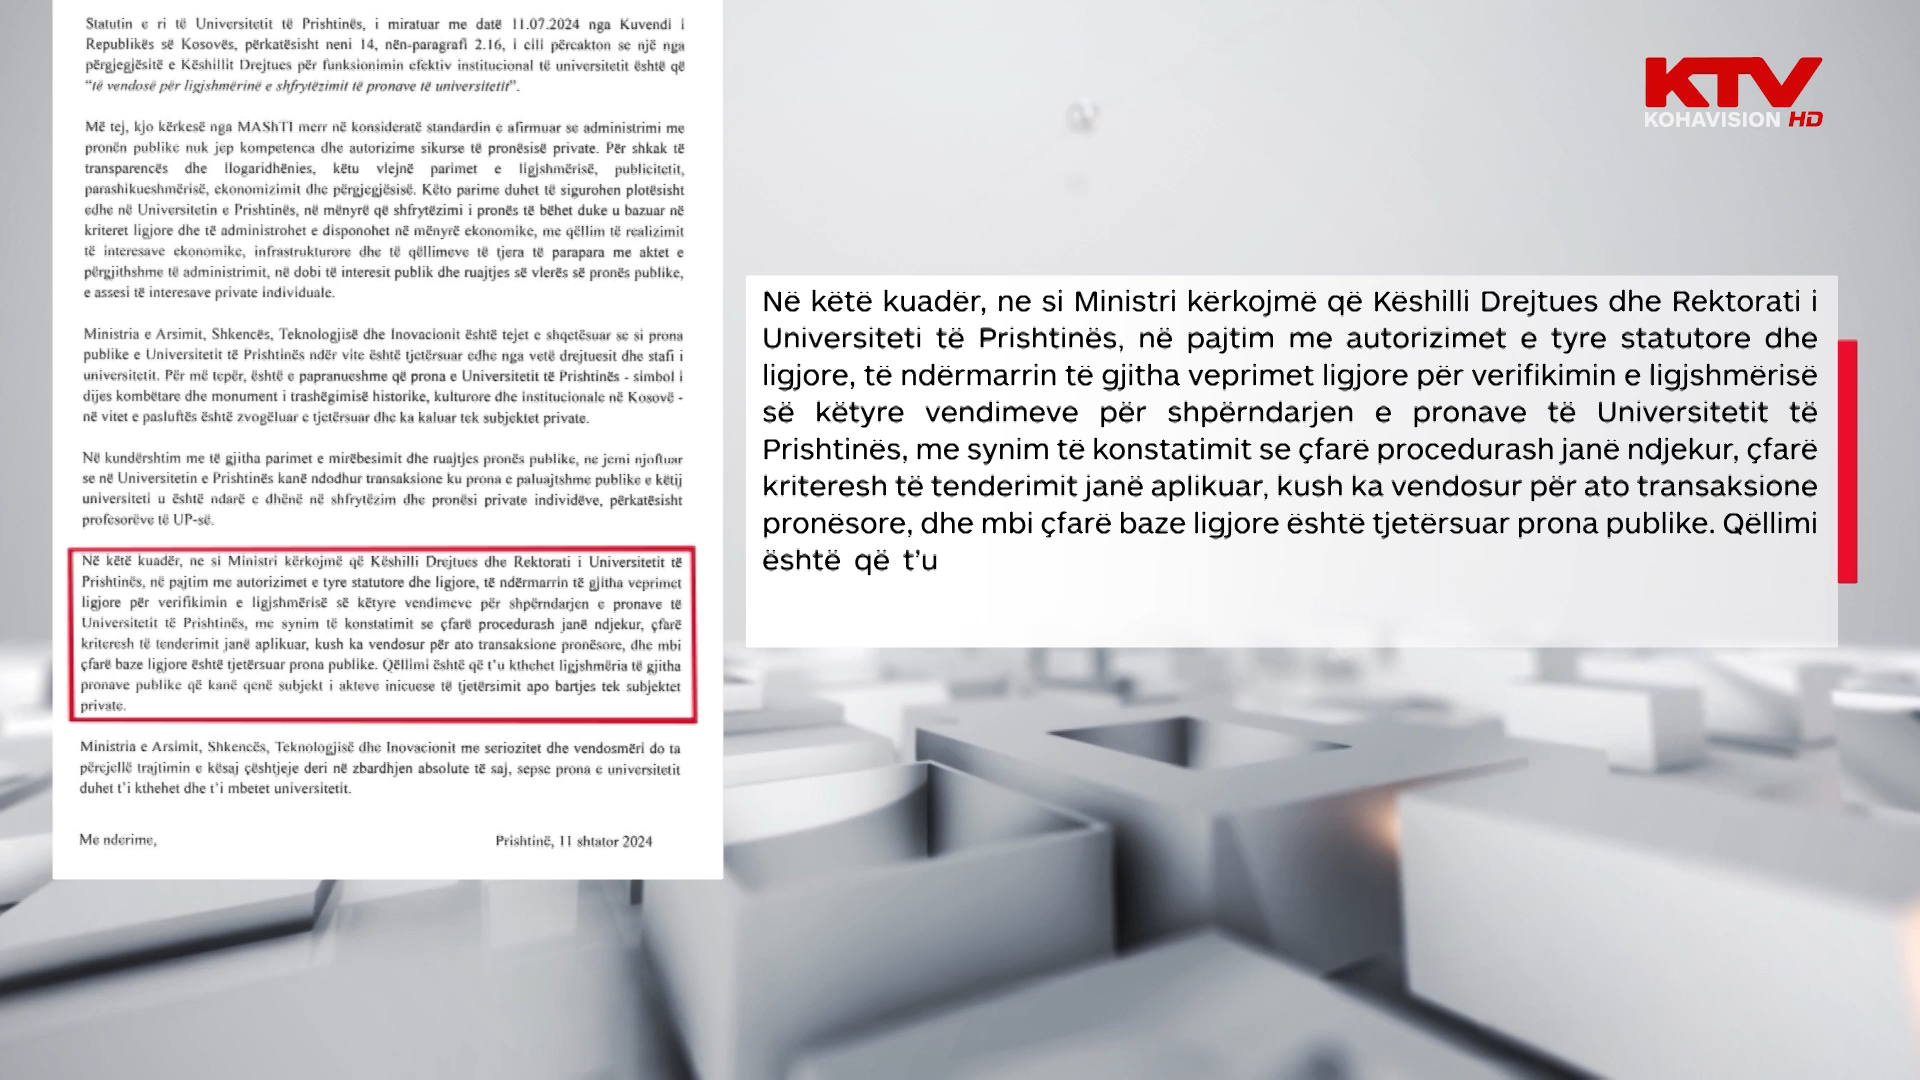 Statutin e ri të Universitetit të Prishtinës, i miratuar me datë 11.07.2024 nga Kuvendi i
Republikës së Kosovës, përkatësisht neni 14, nën-paragrafi 2.16, i cili përcakton se një nga
përgjegjësitë e Këshillit Drejtues për funksionimin efektiv institucional të universitetit është që
“të vendosë për ligjshmërinë e shfrytëzimit të pronave të universitetit”.
Më tej, kjo kërkesë nga MAShTI merr në konsideratë standardin e afirmuar se administrimi me
pronën publike nuk jep kompetenca dhe autorizime sikurse të pronësisë private. Për shkak të
transparencës dhe llogaridhënies, këtu vlejnë parimet e ligjshmërisë, publicitetit,
parashikueshmërisë, ekonomizimit dhe përgjegjësisë. Këto parime duhet të sigurohen plotësisht
edhe në Universitetin e Prishtinës, në mënyrë që shfrytëzimi i pronës të bëhet duke u bazuar në
kriteret ligjore dhe të administrohet e disponohet në mënyrë ekonomike, me qëllim të realizimit
të interesave ekonomike, infrastrukturore dhe të qëllimeve të tjera të parapara me aktet e
përgjithshme të administrimit, në dobi të interesit publik dhe ruajtjes së vlerës së pronës publike,
e assesi të interesave private individuale.
Ministria e Arsimit, Shkencës, Teknologjisë dhe Inovacionit është tejet e shqetësuar se si prona
publike e Universitetit të Prishtinës ndër vite është tjetërsuar edhe nga vetë drejtuesit dhe stafi i
universitetit. Për më tepër, është e papranueshme që prona e Universitetit të Prishtinës - simbol i
dijes kombëtare dhe monument i trashëgimisë historike, kulturore dhe institucionale në Kosovë -
në vitet e pasluftës është zvogëluar e tjetërsuar dhe ka kaluar tek subjektet private.
Në kundërshtim me të gjitha parimet e mirëbesimit dhe ruajtjes pronës publike, ne jemi njoftuar
se në Universitetin e Prishtinës kanë ndodhur transaksione ku prona e paluajtshme publike e këtij
universiteti u është ndarë e dhënë në shfrytëzim dhe pronësi private individëve, përkatësisht
profesorëve të UP-së.
Në këtë kuadër, ne si Ministri kërkojmë që Këshilli Drejtues dhe Rektorati i Universitetit të
Prishtinës, në pajtim me autorizimet e tyre statutore dhe ligjore, të ndërmarrin të gjitha veprimet
ligjore për verifikimin e ligjshmërisë së këtyre vendimeve për shpërndarjen e pronave të
Universitetit të Prishtinës, me synim të konstatimit se çfarë procedurash janë ndjekur, çfarë
kriteresh të tenderimit janë aplikuar, kush ka vendosur për ato transaksione pronësore, dhe mbi
çfarë baze ligjore është tjetërsuar prona publike. Qëllimi është që t’u kthehet ligjshmëria të gjitha
pronave publike që kanë qenë subjekt i akteve inicuese të tjetërsimit apo bartjes tek subjektet
private.
Ministria e Arsimit, Shkencës, Teknologjisë dhe Inovacionit me seriozitet dhe vendosmëri do ta
përcjellë trajtimin e kësaj çështjeje deri në zbardhjen absolute të saj, sepse prona e universitetit
duhet t’i kthehet dhe t’i mbetet universitetit.
Me nderime, Prishtinë, 11 shtator 2024
KTV
KOHAVISION HD
Në këtë kuadër, ne si Ministri kërkojmë që Këshilli Drejtues dhe Rektorati i
Universiteti të Prishtinës, në pajtim me autorizimet e tyre statutore dhe
ligjore, të ndërmarrin të gjitha veprimet ligjore për verifikimin e ligjshmërisë
së këtyre vendimeve për shpërndarjen e pronave të Universitetit të
Prishtinës, me synim të konstatimit se çfarë procedurash janë ndjekur, çfarë
kriteresh të tenderimit janë aplikuar, kush ka vendosur për ato transaksione
pronësore, dhe mbi çfarë baze ligjore është tjetërsuar prona publike. Qëllimi
është që t’u